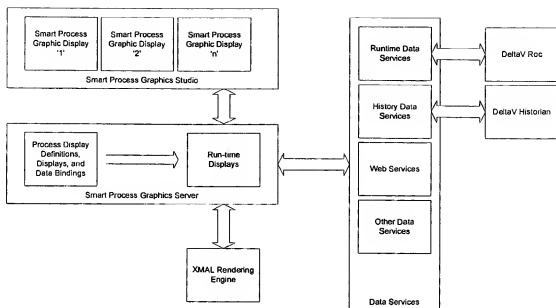 Smart Process
Graphic Display
'1'
Smart Process
Graphic Display
'2'
Smart Process
Graphic Display
'n'
Smart Process Graphics Studio
Process Display
Definitions,
Displays, and
Data Bindings
Run-time
Displays
Smart Process Graphics Server
XMAL Rendering
Engine
Runtime Data
Services
History Data
Services
Web Services
Other Data
Services
Data Services
DeltaV Roc
DeltaV Historian